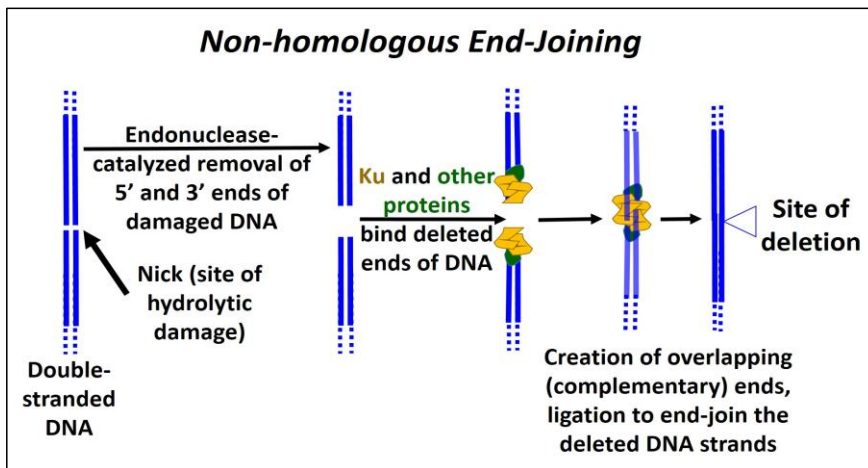 Non-homologous End-Joining
Endonuclease-
catalyzed removal of
5’ and 3’ ends of
damaged DNA
Nick (site of
hydrolytic
damage)
Double-
stranded
DNA
Ku and other
proteins
bind deleted
ends of DNA
Creation of overlapping
(complementary) ends,
ligation to end-join the
deleted DNA strands
Site of
deletion